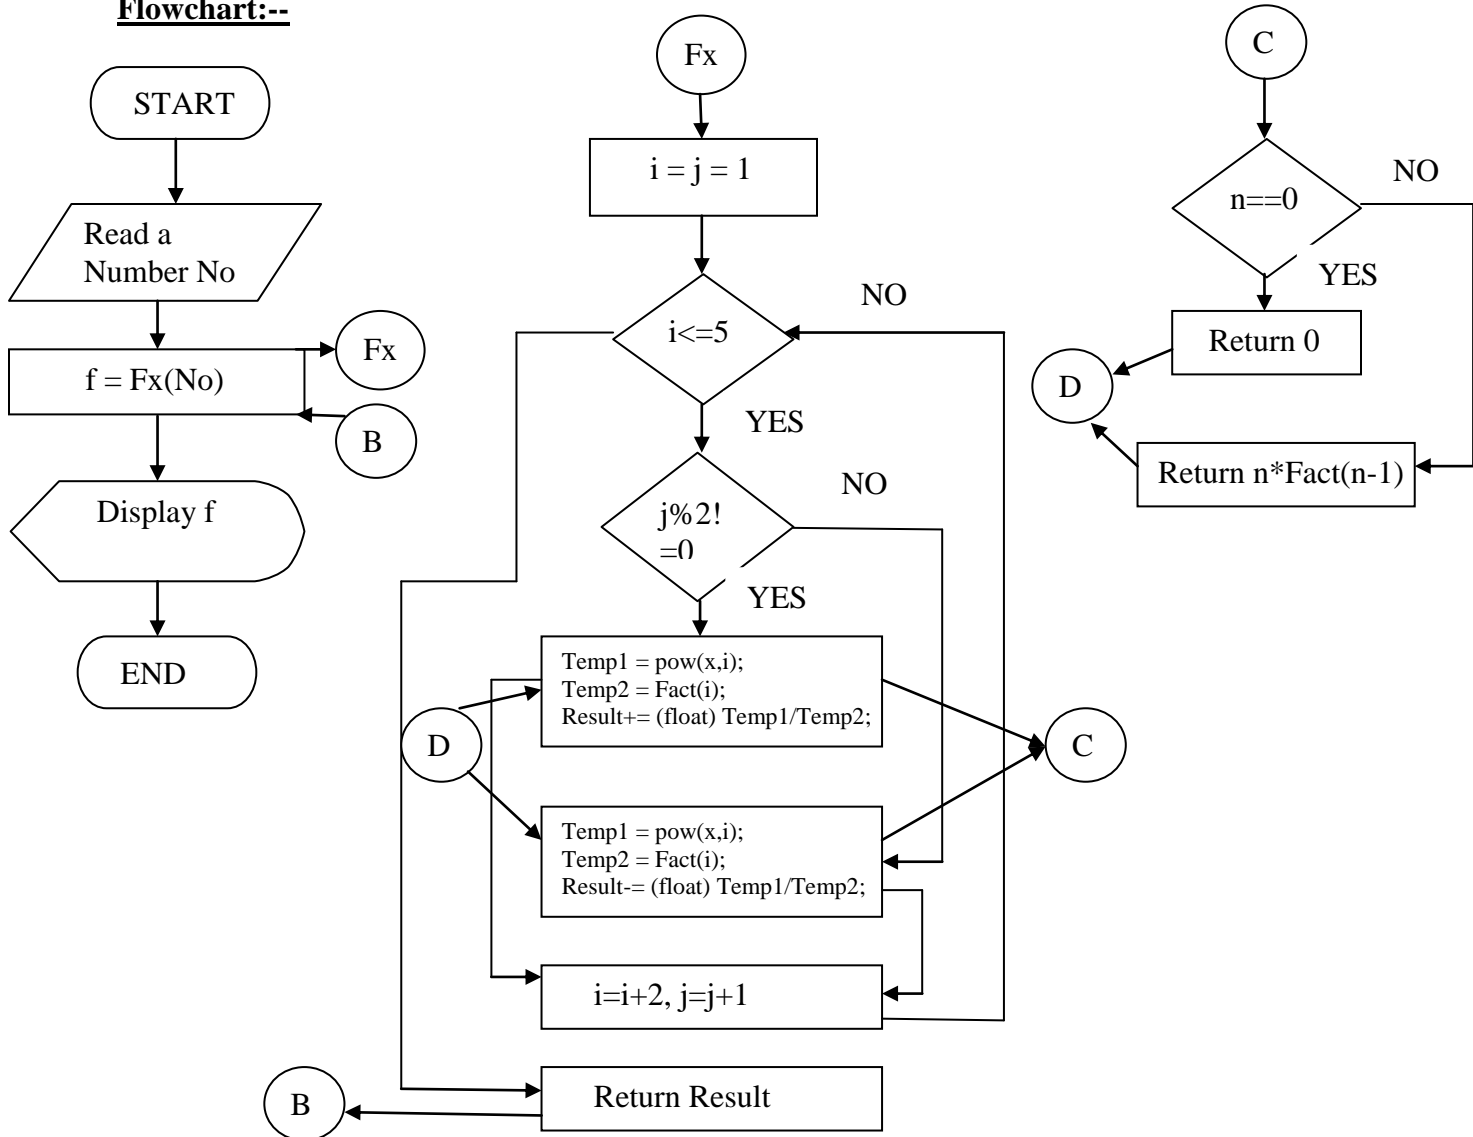 Flowchart:--
START
Read a
Number No
f = Fx(No)
Fx
B
Display f
END
Fx
i = j = 1
i<=5
NO
YES
j%2!
=0
NO
YES
Temp1 = pow(x,i);
Temp2 = Fact(i);
Result+= (float) Temp1/Temp2;
D
C
Temp1 = pow(x,i);
Temp2 = Fact(i);
Result-= (float) Temp1/Temp2;
i=i+2, j=j+1
Return Result
B
C
n==0
NO
YES
Return 0
D
Return n*Fact(n-1)